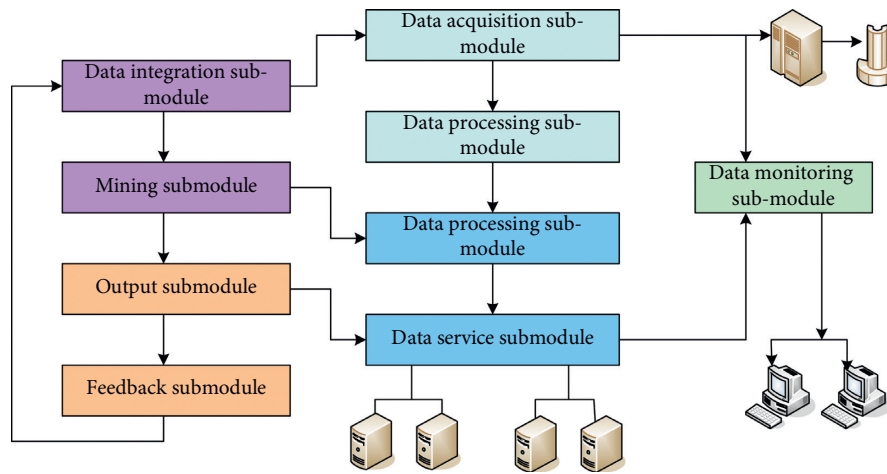 Data acquisition sub-
module
Data integration sub-
module
Data processing sub-
module
Mining submodule
Data monitoring
sub-module
Data processing sub-
module
Output submodule
Data service submodule
Feedback submodule